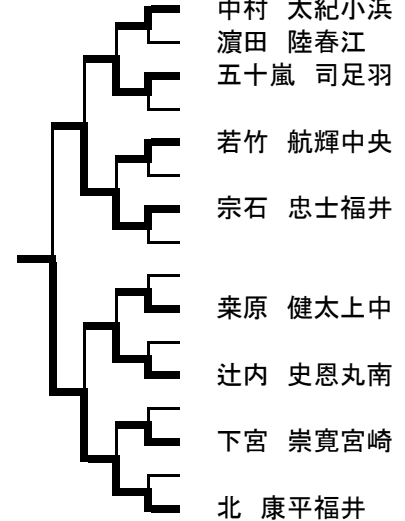 中村 太紀小浜
濵田 陸春江
五十嵐 司足羽
若竹 航輝中央
宗石 忠士福井
桒原 健太上中
辻内 史恩丸南
下宮 崇寛宮崎
北 康平福井